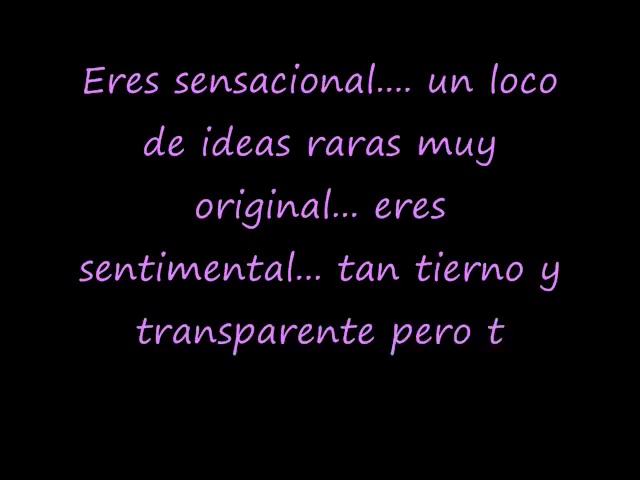 Eres sensacional.... un loco
de ideas raras muy
original... eres
sentimental... tan tierno y
transparente pero t